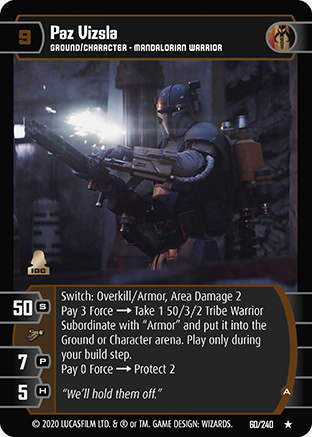 9
Paz Vizsla
GROUND/CHARACTER - MANDALORIAN WARRIOR
IDC
50 S
7 P
5 H
Switch: Overkill/Armor, Area Damage 2
Pay 3 Force → Take 1 50/3/2 Tribe Warrior
Subordinate with "Armor" and put it into the
Ground or Character arena. Play only during
your build step.
Pay 0 Force → Protect 2
"We'll hold them off."
A
© 2020 LUCASFILM LTD. & ® or TM. GAME DESIGN: WIZARDS. 60/240 ★